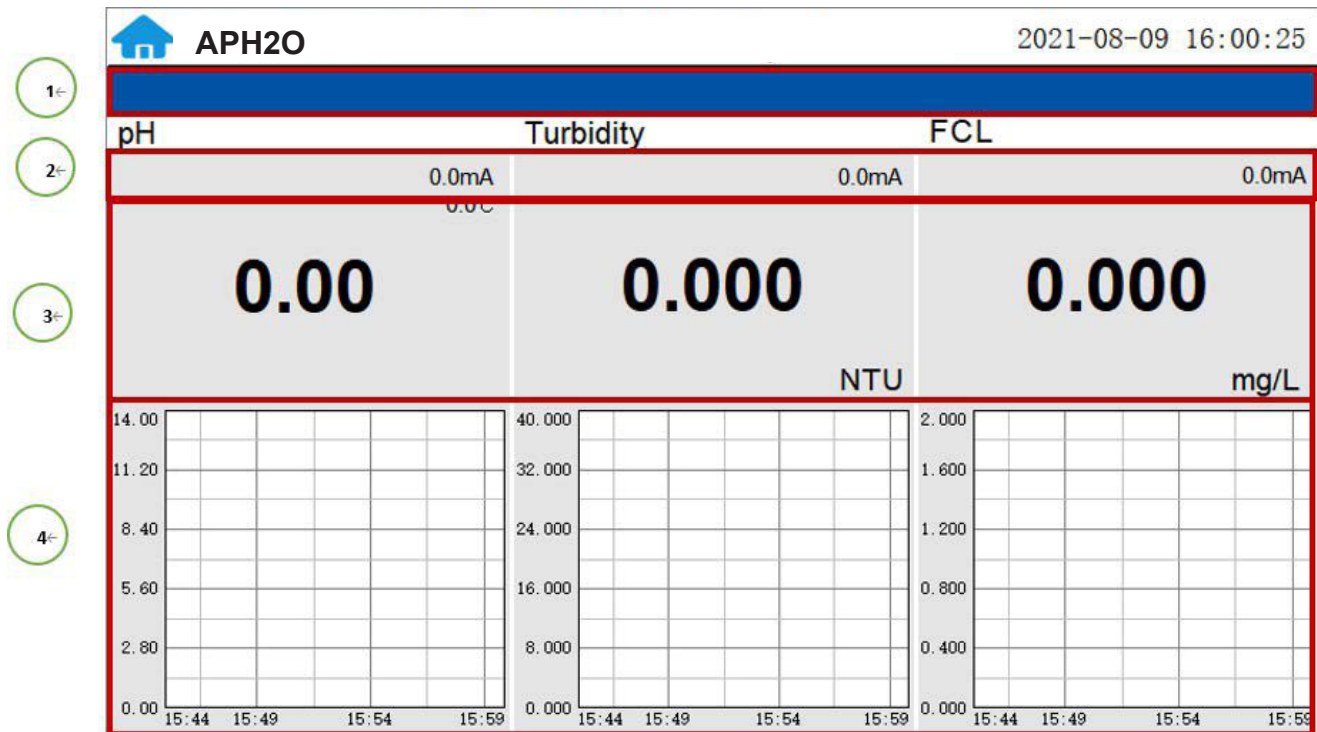 APH2O 2021-08-09 16:00:25
1←
pH Turbidity FCL
2←
0.0mA 0.0mA 0.0mA
0.0℃
0.00 0.000 0.000
3←
NTU mg/L
14.00 40.000 2.000
11.20 32.000 1.600
8.40 24.000 1.200
4←
5.60 16.000 0.800
2.80 8.000 0.400
0.00 0.000 0.000
15:44 15:49 15:54 15:59 15:44 15:49 15:54 15:59 15:44 15:49 15:54 15:59